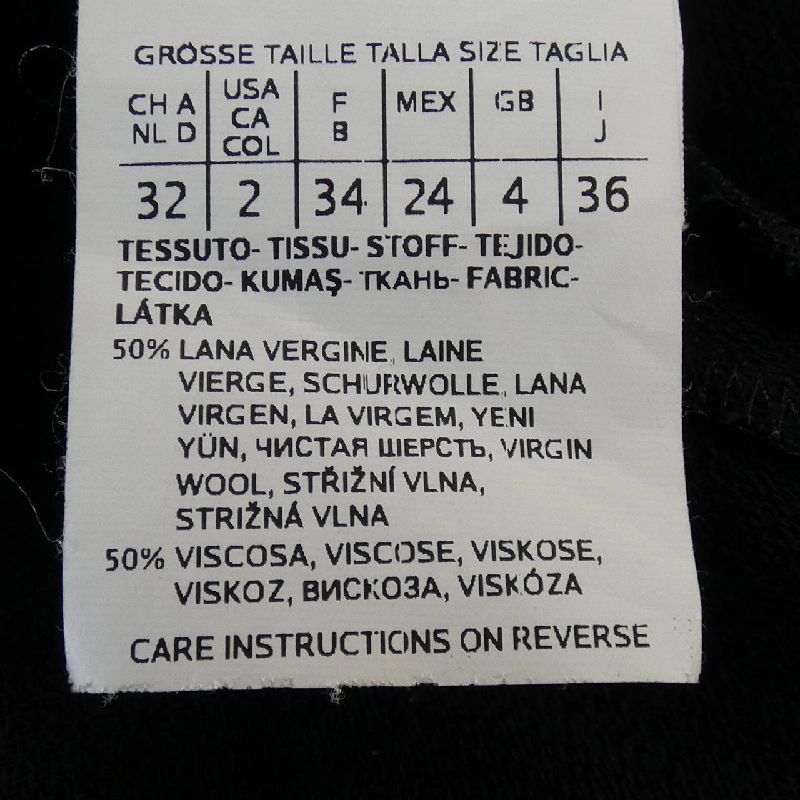 GRÖSSE TAILLE TALLA SIZE TAGLIA
CH A USA F MEX GB I
NL D CA B J
COL
32 2 34 24 4 36
TESSUTO- TISSU- STOFF- TEJIDO-
TECIDO- KUMAŞ- ТКАНЬ- FABRIC-
LÁTKA
50% LANA VERGINE, LAINE
VIERGE, SCHURWOLLE, LANA
VIRGEN, LA VIRGEM, YENI
YÜN, ЧИСТАЯ ШЕРСТЬ, VIRGIN
WOOL, STŘIŽNÍ VLNA,
STRIŽNÁ VLNA
50% VISCOSA, VISCOSE, VISKOSE,
VISKOZ, ВИСКОЗА, VISKÓZA
CARE INSTRUCTIONS ON REVERSE